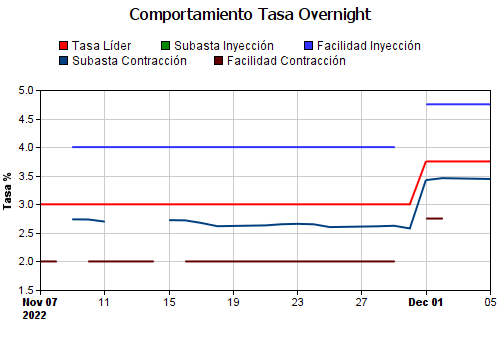 Comportamiento Tasa Overnight
Tasa Líder Subasta Inyección Facilidad Inyección
Subasta Contracción Facilidad Contracción
5.0
4.5
4.0
3.5
3.0
2.5
2.0
1.5
Tasa %
Nov 07 11 15 19 23 27 Dec 01 05
2022